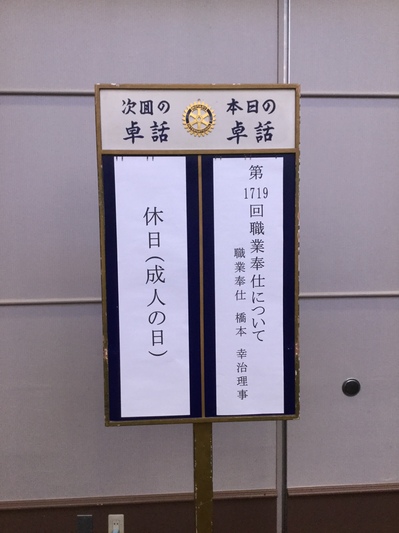 本日の
卓話
第1719回職業奉仕について
職業奉仕 橋本 幸治理事
次回の
卓話
休日(成人の日)